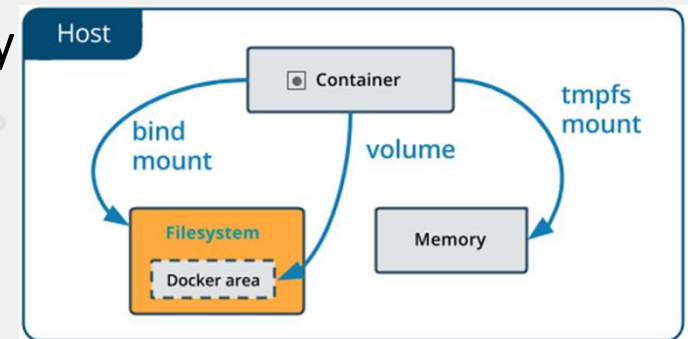 y
Host
Container
bind
mount
volume
tmpfs
mount
Filesystem
Docker area
Memory